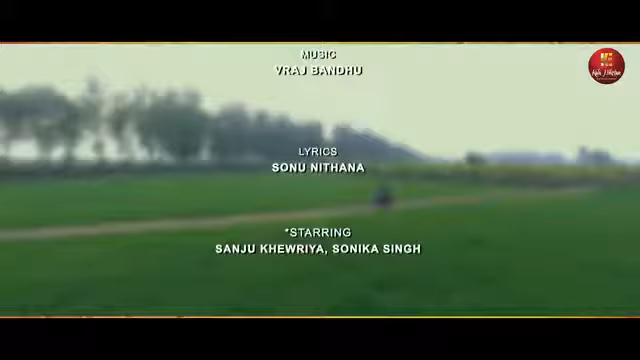 MUSIC
VRAJ BANDHU
LYRICS
SONU NITHANA
*STARRING
SANJU KHEWRIYA, SONIKA SINGH